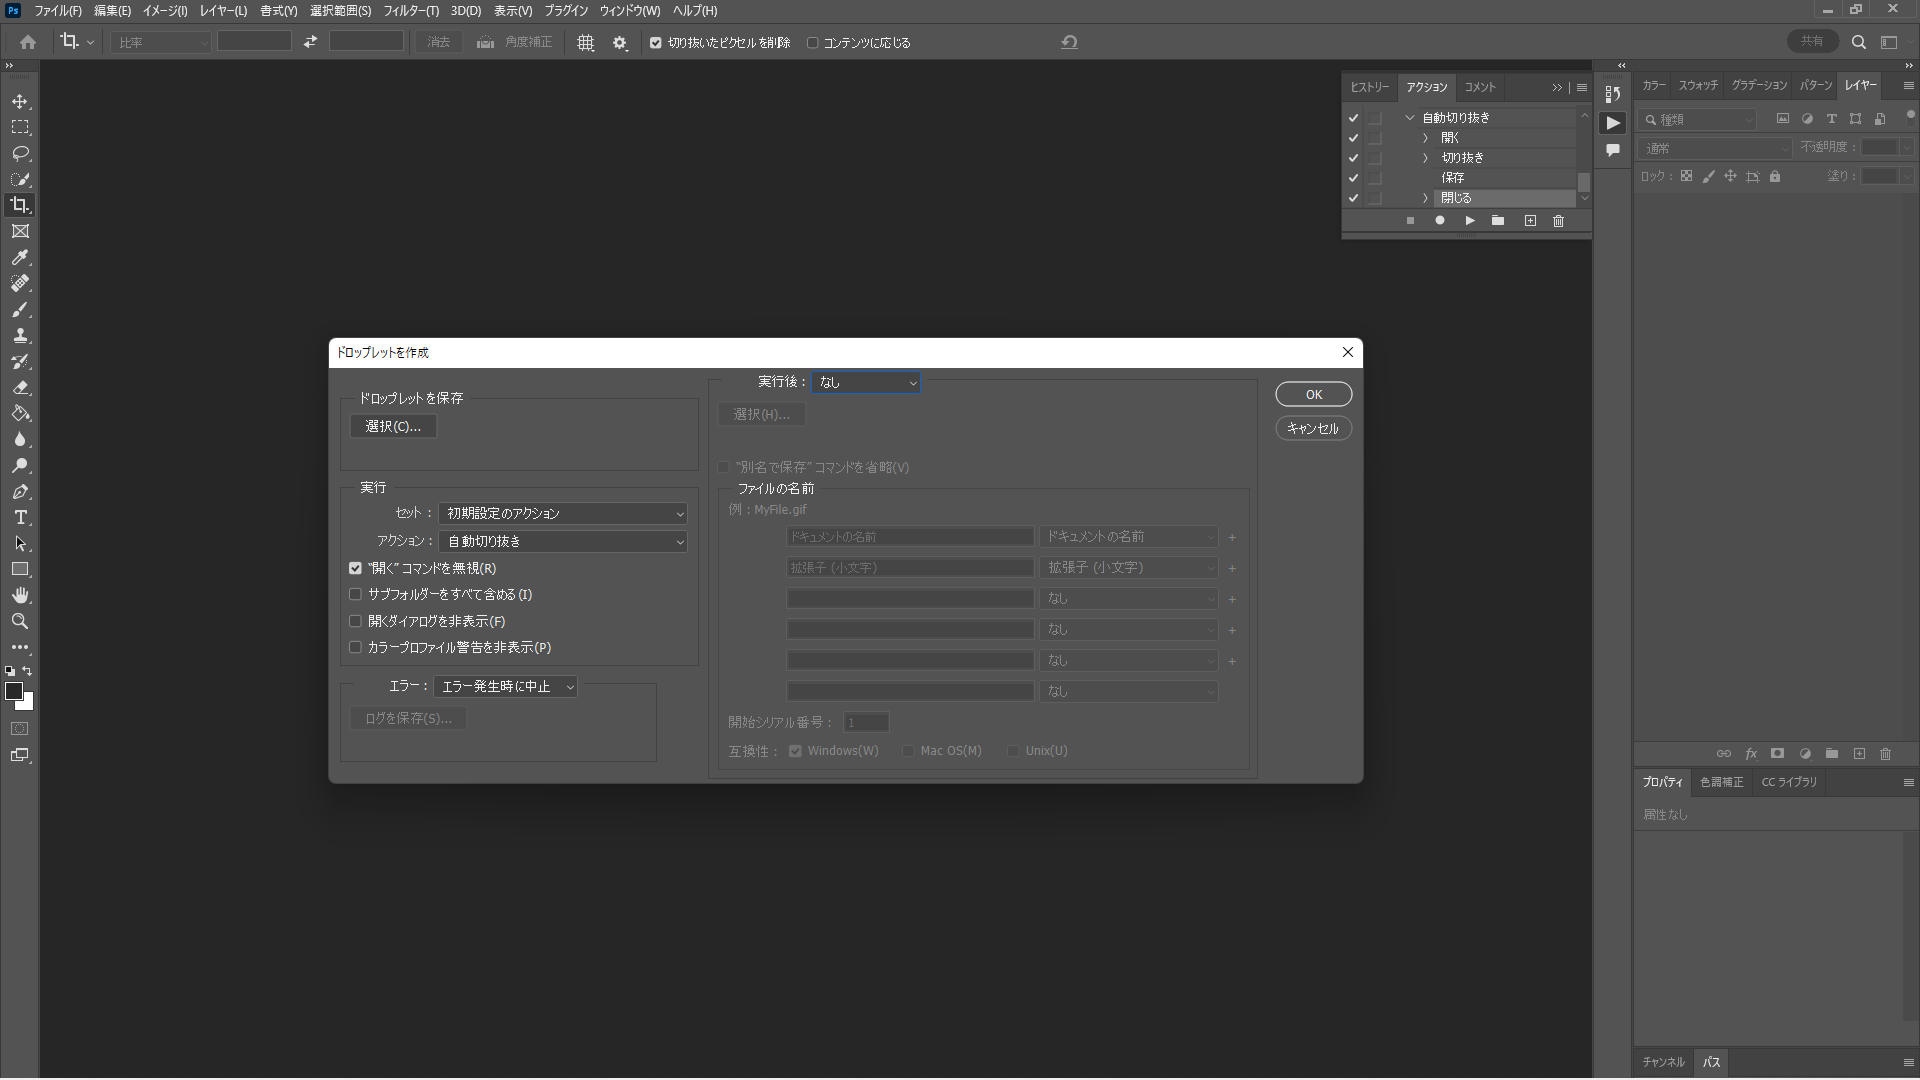 Ps ファイル(F) 編集(E) イメージ(I) レイヤー(L) 書式(Y) 選択範囲(S) フィルター(T) 3D(D) 表示(V) プラグイン ウィンドウ(W) ヘルプ(H)
比率 消去 角度補正 切り抜いたピクセルを削除 コンテンツに応じる 共有
ヒストリー アクション コメント
自動切り抜き
開く
切り抜き
保存
閉じる
カラー スウォッチ グラデーション パターン レイヤー
種類
通常 不透明度：
ロック： 塗り：
ドロップレットを作成
ドロップレットを保存
選択(C)...
実行
セット： 初期設定のアクション
アクション： 自動切り抜き
“開く” コマンドを無視(R)
サブフォルダーをすべて含める(I)
開くダイアログを非表示(F)
カラープロファイル警告を非表示(P)
エラー： エラー発生時に中止
ログを保存(S)...
実行後： なし
選択(H)...
“別名で保存” コマンドを省略(V)
ファイルの名前
例：MyFile.gif
ドキュメントの名前 ドキュメントの名前 +
拡張子 (小文字) 拡張子 (小文字) +
なし +
なし +
なし +
なし
開始シリアル番号： 1
互換性： Windows(W) Mac OS(M) Unix(U)
OK
キャンセル
fx
プロパティ 色調補正 CC ライブラリ
属性なし
チャンネル パス